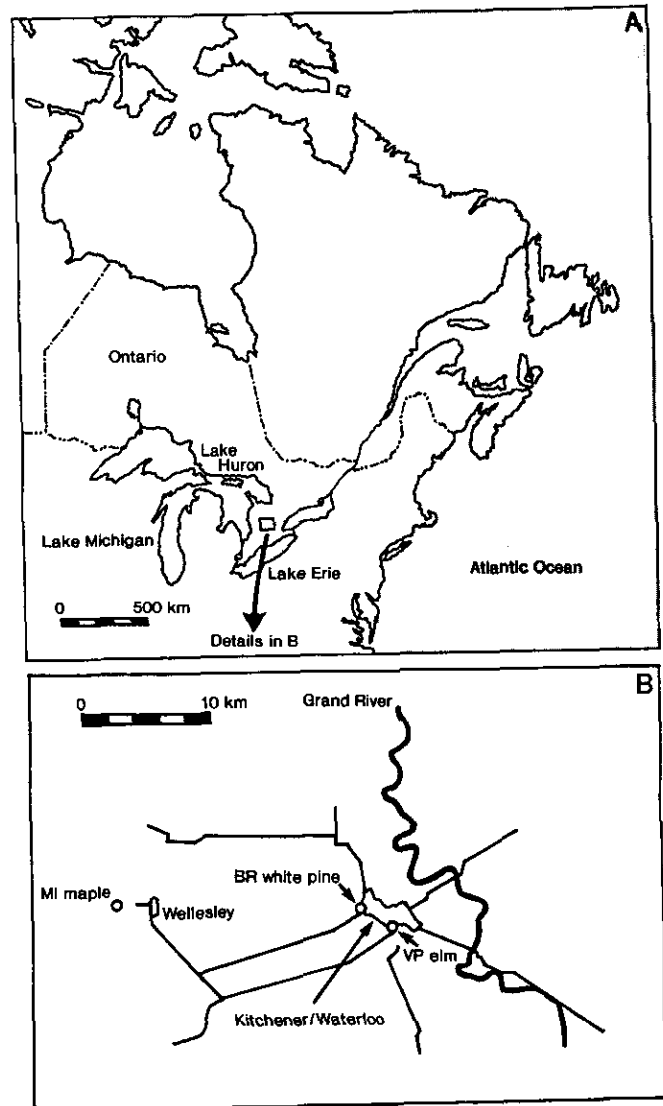 A
Ontario
Lake
Huron
Lake Michigan
Lake Erie
Atlantic Ocean
0 500 km
Details in B
B
0 10 km
Grand River
BR white pine
MI maple
Wellesley
VP elm
Kitchener/Waterloo